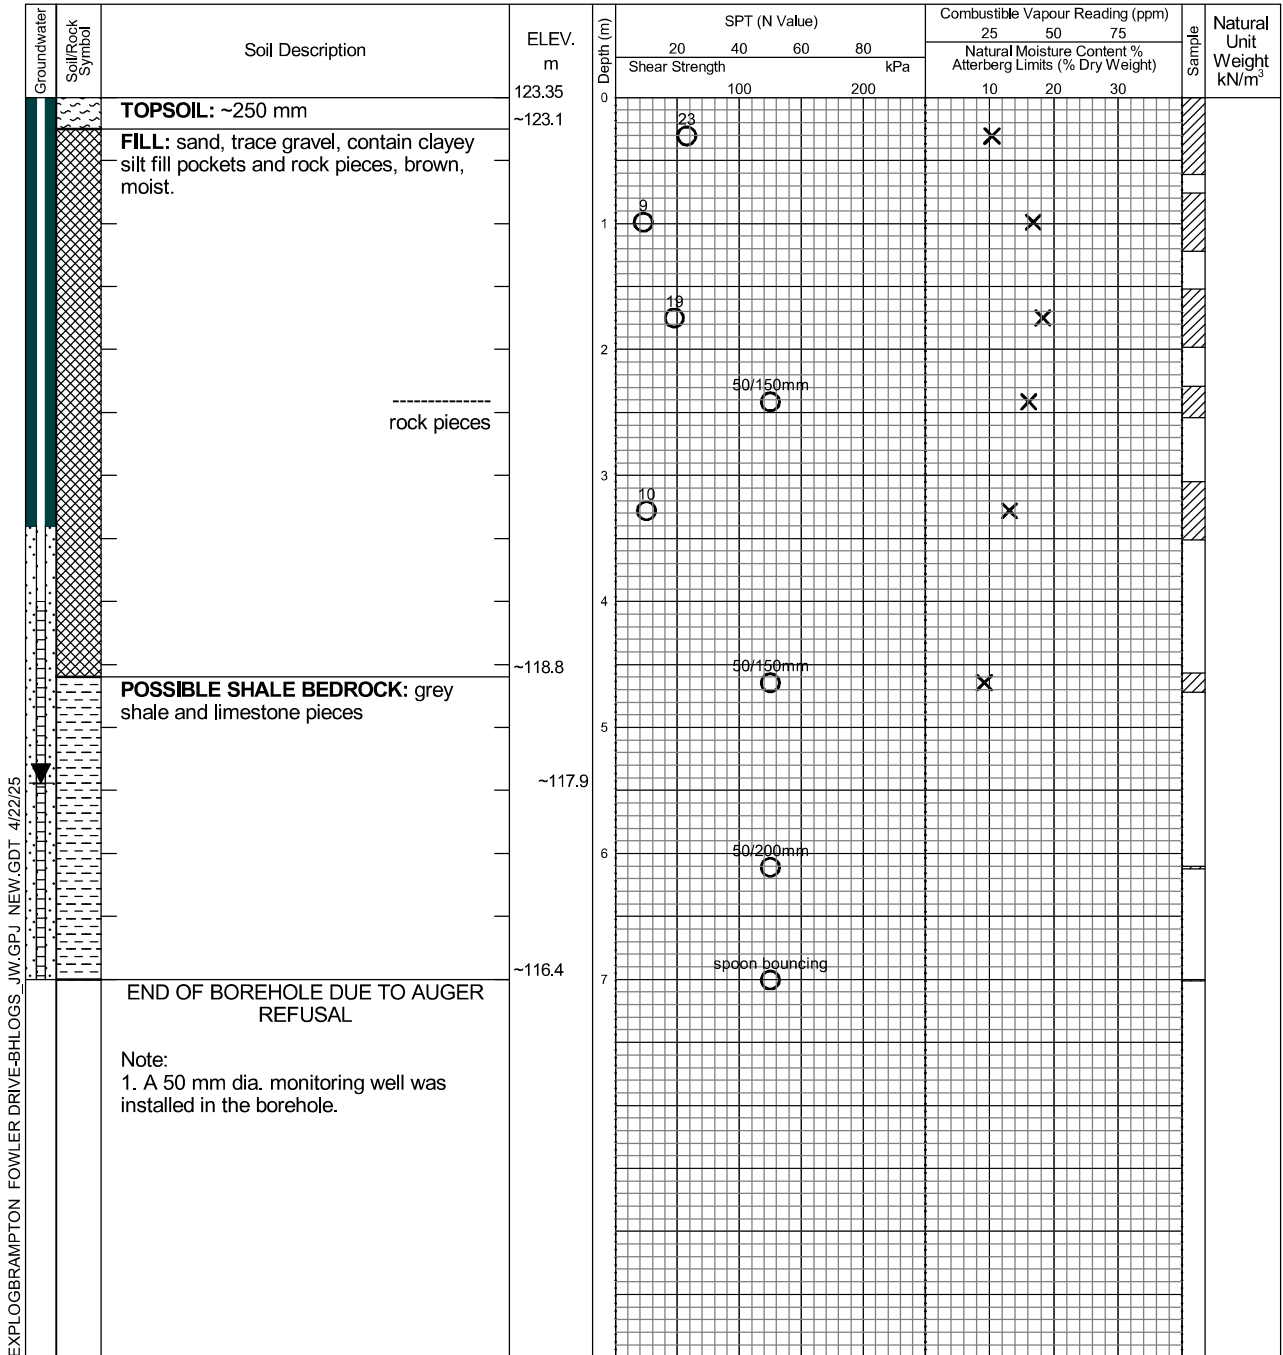 Groundwater
Soil/Rock
Symbol
Soil Description
ELEV.
m
Depth (m)
SPT (N Value)
20 40 60 80
Shear Strength kPa
100 200
Combustible Vapour Reading (ppm)
25 50 75
Natural Moisture Content %
Atterberg Limits (% Dry Weight)
10 20 30
Sample
Natural
Unit
Weight
kN/m³
123.35
0
TOPSOIL: ~250 mm
~123.1
FILL: sand, trace gravel, contain clayey
silt fill pockets and rock pieces, brown,
moist.
23
9
1
19
2
50/150mm
-------------
rock pieces
3
10
4
~118.8
50/150mm
POSSIBLE SHALE BEDROCK: grey
shale and limestone pieces
5
~117.9
6
50/200mm
spoon bouncing
~116.4
7
END OF BOREHOLE DUE TO AUGER
REFUSAL
Note:
1. A 50 mm dia. monitoring well was
installed in the borehole.
EXPLOGBRAMPTON FOWLER DRIVE-BHLOGS_JW.GPJ NEW.GDT 4/22/25